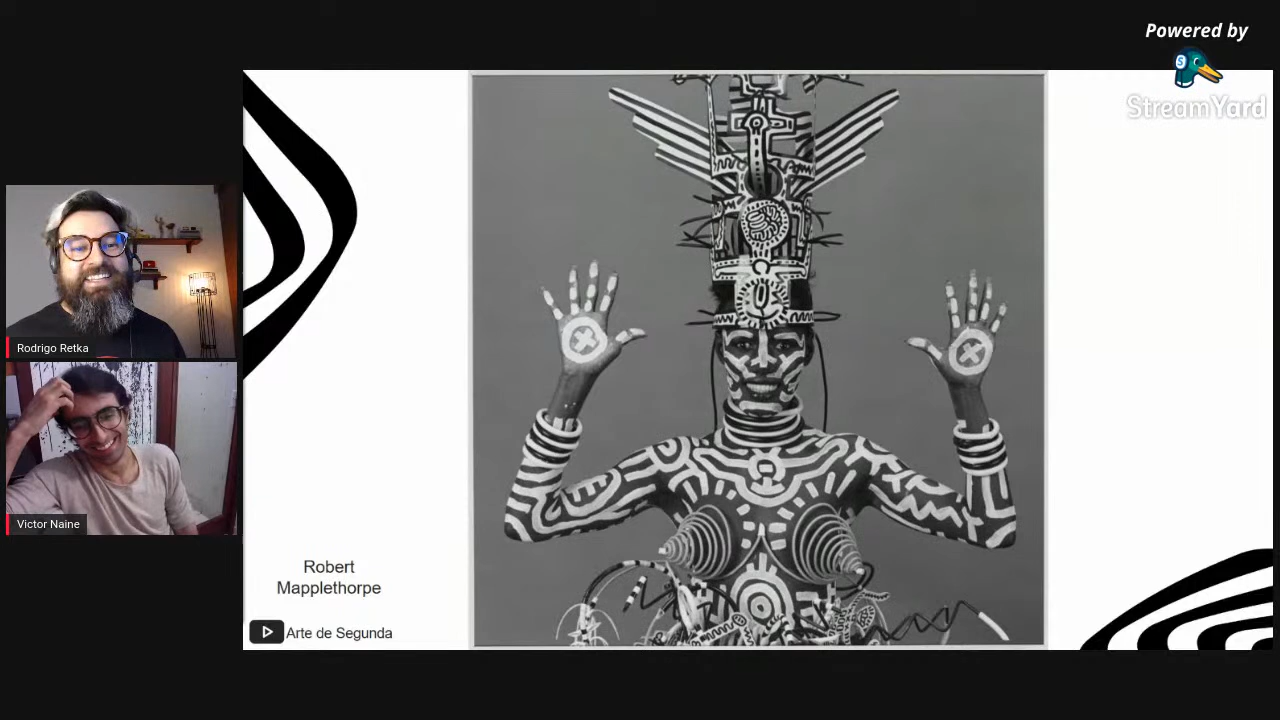 Powered by
StreamYard
Rodrigo Retka
Victor Naine
Robert
Mapplethorpe
Arte de Segunda